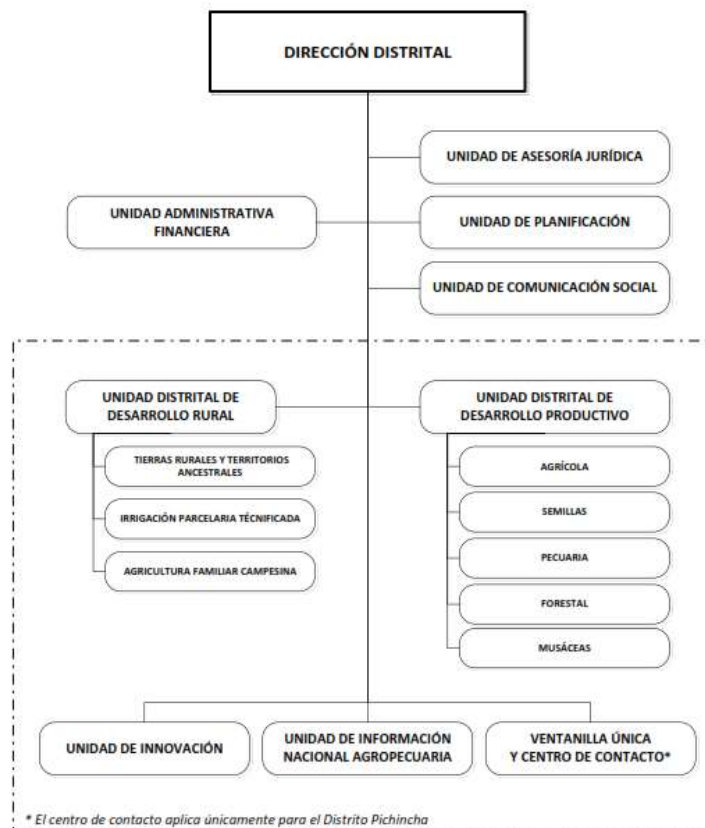 DIRECCIÓN DISTRITAL
UNIDAD DE ASESORÍA JURÍDICA
UNIDAD ADMINISTRATIVA
FINANCIERA
UNIDAD DE PLANIFICACIÓN
UNIDAD DE COMUNICACIÓN SOCIAL
UNIDAD DISTRITAL DE
DESARROLLO RURAL
TIERRAS RURALES Y TERRITORIOS
ANCESTRALES
IRRIGACIÓN PARCELARIA TÉCNIFICADA
AGRICULTURA FAMILIAR CAMPESINA
UNIDAD DISTRITAL DE
DESARROLLO PRODUCTIVO
AGRÍCOLA
SEMILLAS
PECUARIA
FORESTAL
MUSÁCEAS
UNIDAD DE INNOVACIÓN
UNIDAD DE INFORMACIÓN
NACIONAL AGROPECUARIA
VENTANILLA ÚNICA
Y CENTRO DE CONTACTO*
* El centro de contacto aplica únicamente para el Distrito Pichincha